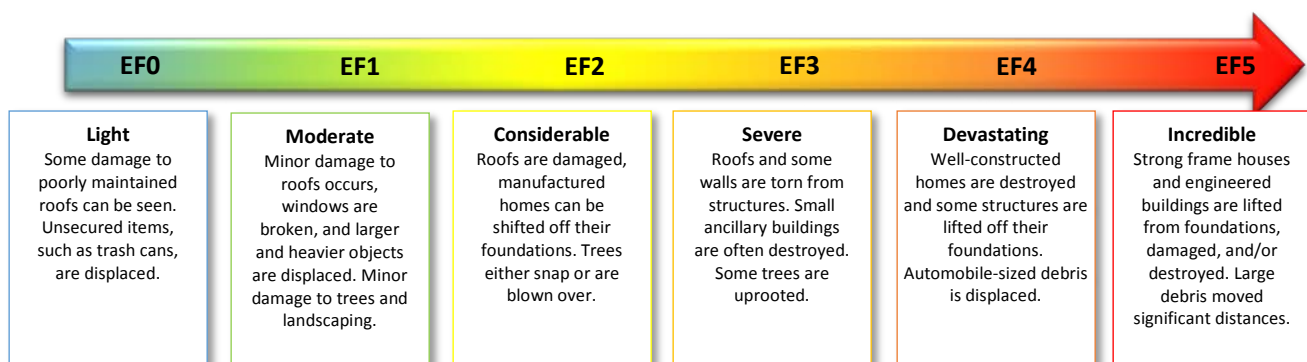 EF0
EF1
EF2
EF3
EF4
EF5
Light
Some damage to
poorly maintained
roofs can be seen.
Unsecured items,
such as trash cans,
are displaced.
Moderate
Minor damage to
roofs occurs,
windows are
broken, and larger
and heavier objects
are displaced. Minor
damage to trees and
landscaping.
Considerable
Roofs are damaged,
manufactured
homes can be
shifted off their
foundations. Trees
either snap or are
blown over.
Severe
Roofs and some
walls are torn from
structures. Small
ancillary buildings
are often destroyed.
Some trees are
uprooted.
Devastating
Well-constructed
homes are destroyed
and some structures are
lifted off their
foundations.
Automobile-sized debris
is displaced.
Incredible
Strong frame houses
and engineered
buildings are lifted
from foundations,
damaged, and/or
destroyed. Large
debris moved
significant distances.